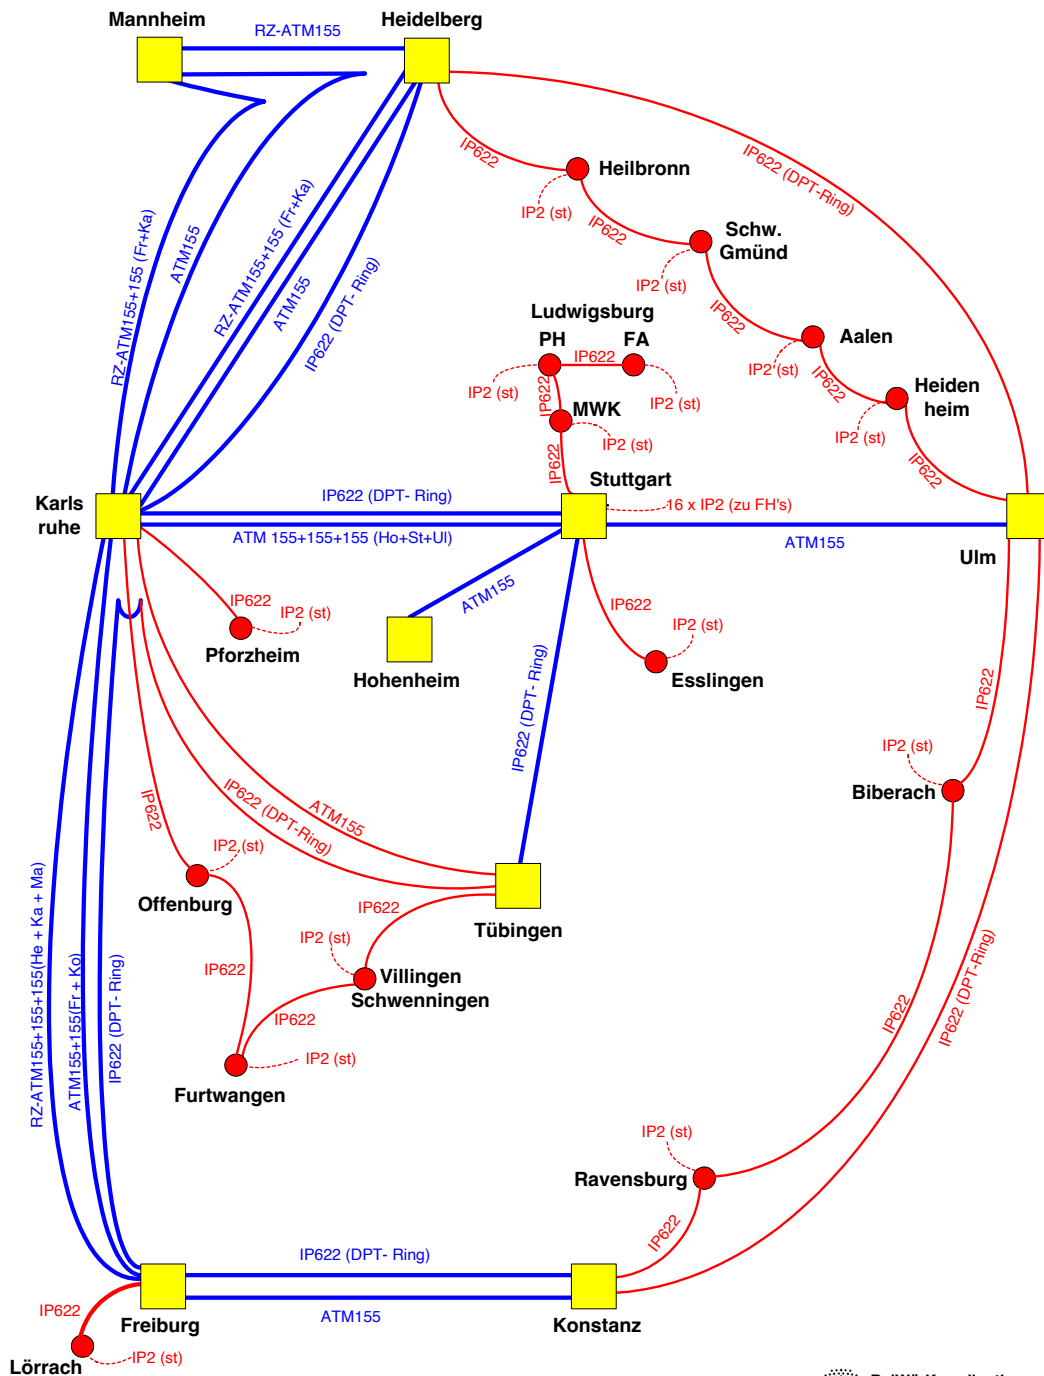 Mannheim
Heidelberg
RZ-ATM155
IP622
IP622 (DPT-Ring)
Heilbronn
IP2 (st)
IP622
Schw.
Gmünd
IP2 (st)
RZ-ATM155+155 (Fr+Ka)
ATM155
RZ-ATM155+155 (Fr+Ka)
ATM155
IP622 (DPT- Ring)
IP622
Ludwigsburg
PH
FA
IP622
Aalen
IP2 (st)
IP622
IP2 (st)
IP2 (st)
IP622
Heiden
heim
IP2 (st)
MWK
IP2 (st)
IP622
IP622
Stuttgart
16 x IP2 (zu FH's)
Karls
ruhe
IP622 (DPT- Ring)
ATM 155+155+155 (Ho+St+Ul)
ATM155
Ulm
ATM155
Hohenheim
IP622
IP2 (st)
Pforzheim
IP622
IP2 (st)
Esslingen
IP622 (DPT- Ring)
IP622
IP2 (st)
Biberach
IP622
IP622 (DPT-Ring)
ATM155
IP2 (st)
Offenburg
Tübingen
IP622
IP2 (st)
Villingen
Schwenningen
IP622
IP622
IP2 (st)
Furtwangen
RZ-ATM155+155+155(He + Ka + Ma)
ATM155+155(Fr + Ko)
IP622 (DPT- Ring)
IP622
IP622 (DPT-Ring)
IP2 (st)
Ravensburg
IP622
IP622 (DPT- Ring)
ATM155
Freiburg
Konstanz
IP622
IP2 (st)
Lörrach